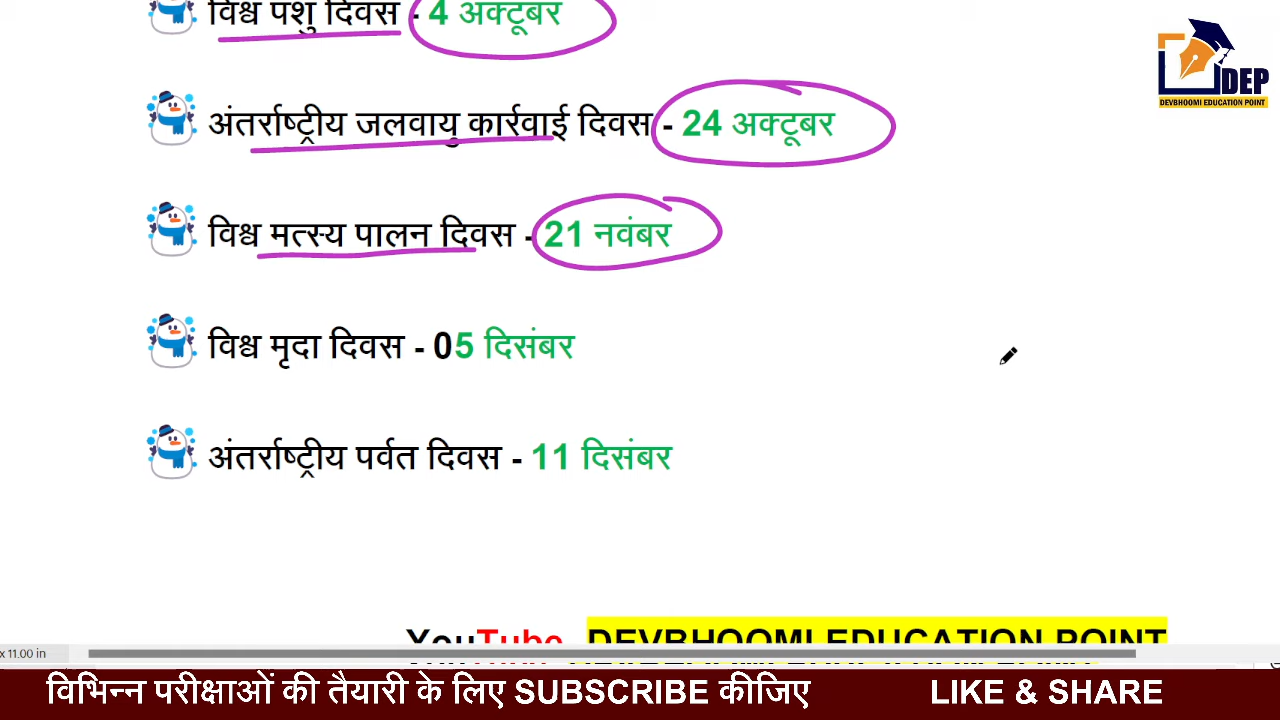 विश्व पशु दिवस - 4 अक्टूबर
DEP
DEVBHOOMI EDUCATION POINT
अंतर्राष्ट्रीय जलवायु कार्रवाई दिवस - 24 अक्टूबर
विश्व मत्स्य पालन दिवस - 21 नवंबर
विश्व मृदा दिवस - 05 दिसंबर
अंतर्राष्ट्रीय पर्वत दिवस - 11 दिसंबर
YouTube DEVBHOOMI EDUCATION POINT
x 11.00 in
विभिन्न परीक्षाओं की तैयारी के लिए SUBSCRIBE कीजिए LIKE & SHARE